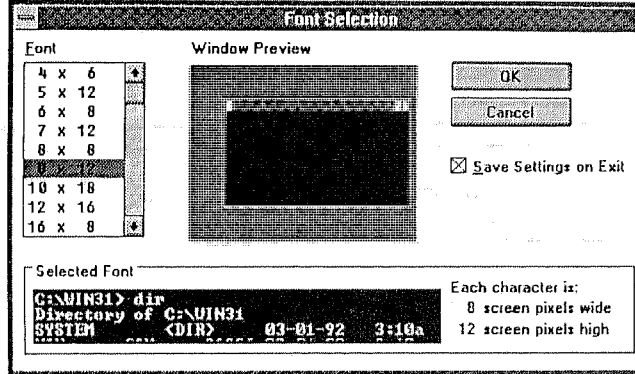 Font Selection
Font
Window Preview
4 x 6
5 x 12
6 x 8
7 x 12
8 x 8
8 x 12
10 x 18
12 x 16
16 x 8
OK
Cancel
Save Settings on Exit
Selected Font
C:\WIN31> dir
Directory of C:\WIN31
SYSTEM <DIR> 03-01-92 3:10a
Each character is:
8 screen pixels wide
12 screen pixels high